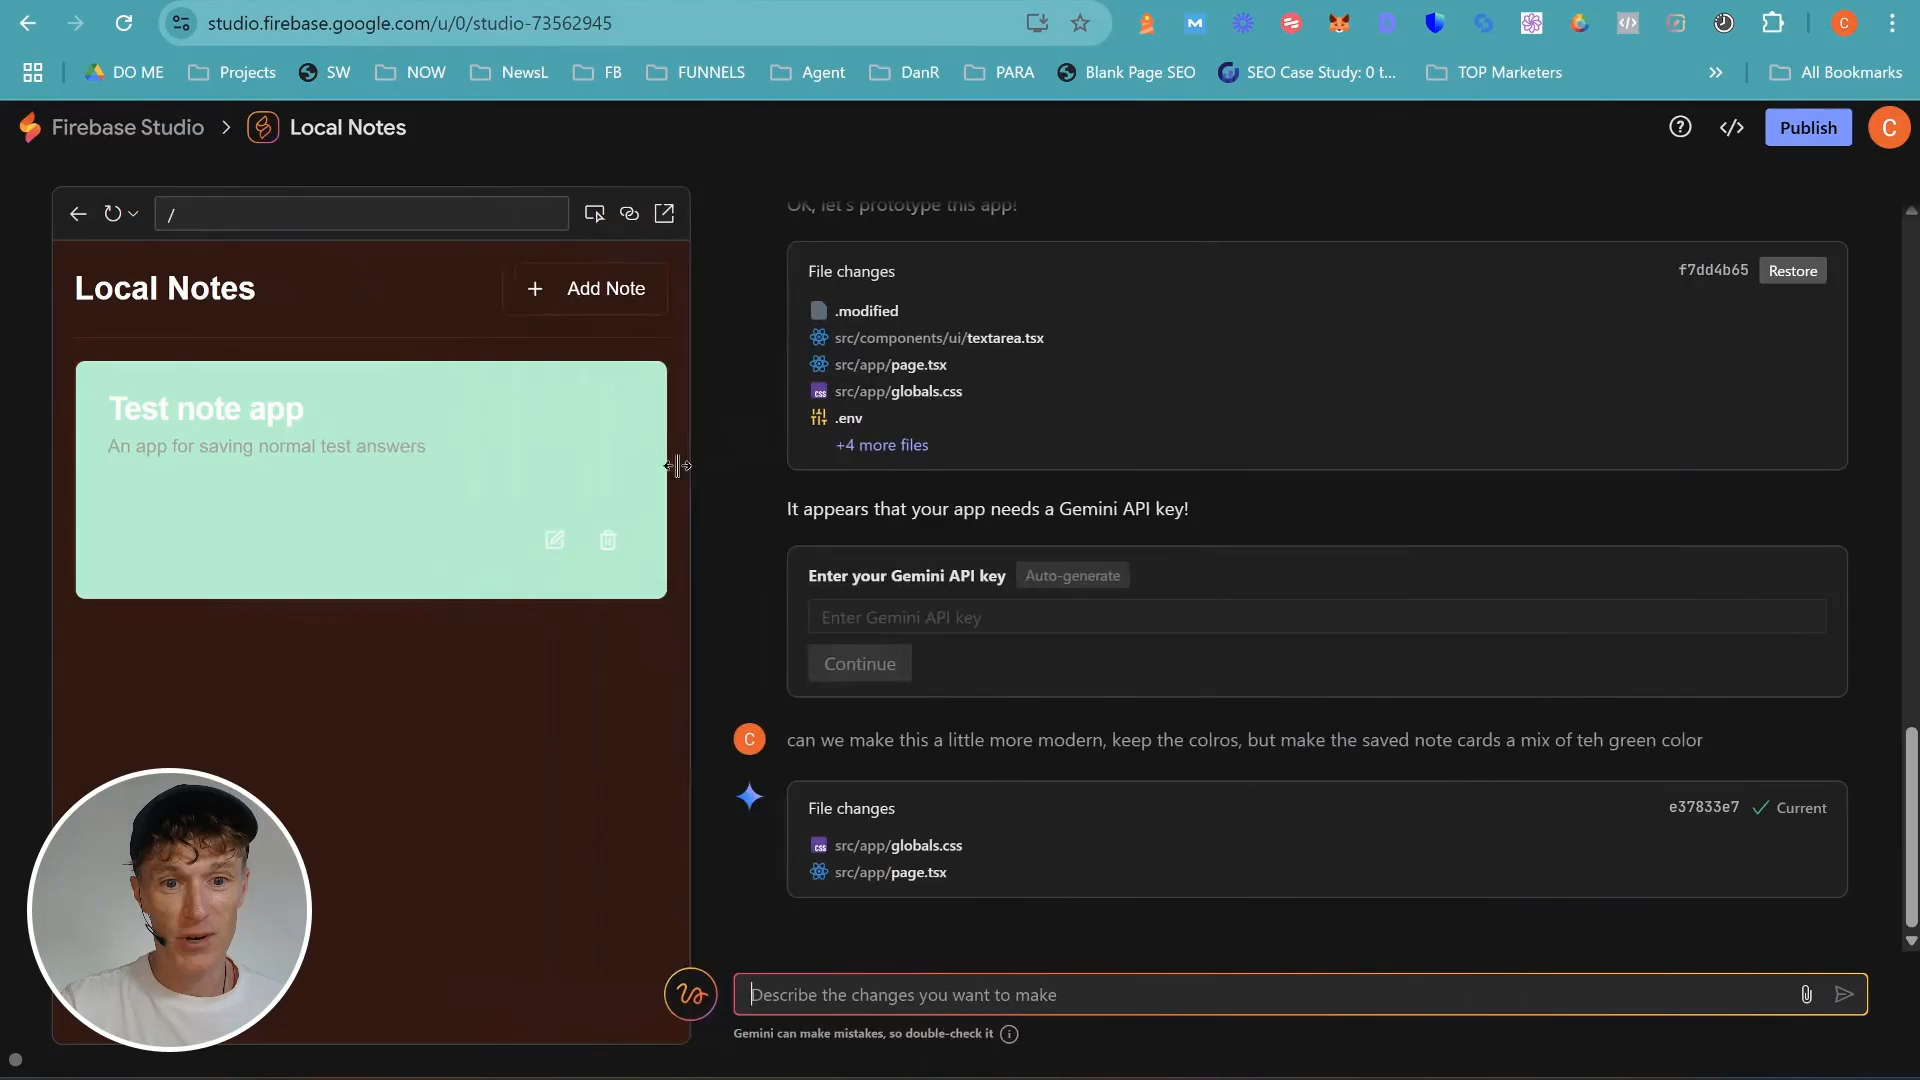 studio.firebase.google.com/u/0/studio-73562945
C
DO ME
Projects
SW
NOW
NewsL
FB
FUNNELS
Agent
DanR
PARA
Blank Page SEO
SEO Case Study: 0 t...
TOP Marketers
All Bookmarks
Firebase Studio
Local Notes
Publish
C
/
Local Notes
+ Add Note
Test note app
An app for saving normal test answers
OK, let's prototype this app!
File changes
f7dd4b65
Restore
.modified
src/components/ui/textarea.tsx
src/app/page.tsx
src/app/globals.css
.env
+4 more files
It appears that your app needs a Gemini API key!
Enter your Gemini API key
Auto-generate
Enter Gemini API key
Continue
C
can we make this a little more modern, keep the colros, but make the saved note cards a mix of teh green color
File changes
e37833e7
Current
src/app/globals.css
src/app/page.tsx
Describe the changes you want to make
Gemini can make mistakes, so double-check it